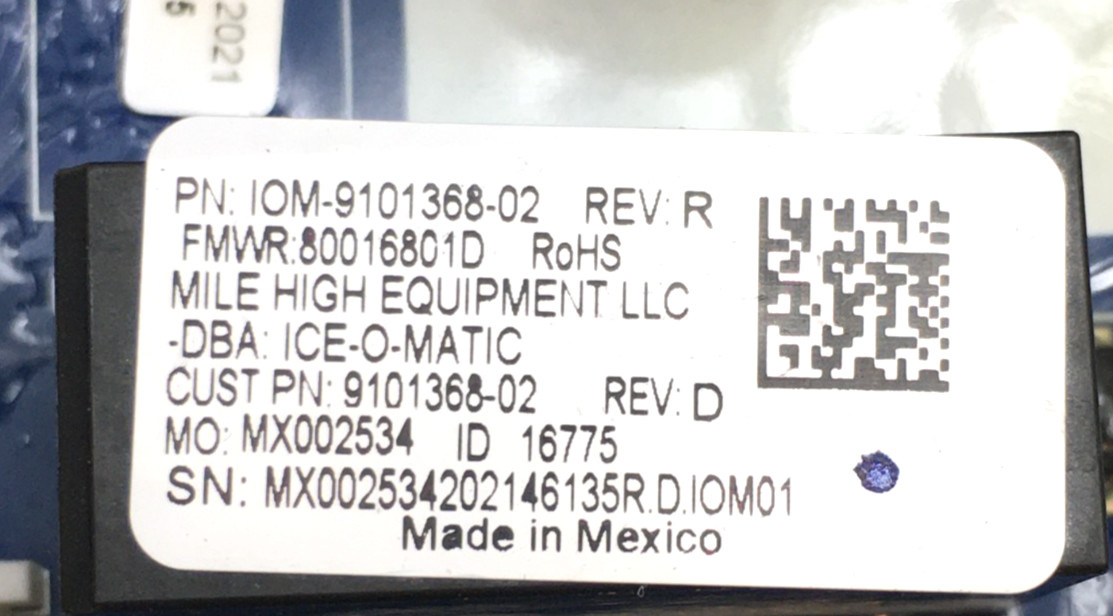 2021
5
PN: IOM-9101368-02 REV: R
FMWR:80016801D RoHS
MILE HIGH EQUIPMENT LLC
-DBA: ICE-O-MATIC
CUST PN: 9101368-02 REV: D
MO: MX002534 ID 16775
SN: MX002534202146135R.D.IOM01
Made in Mexico